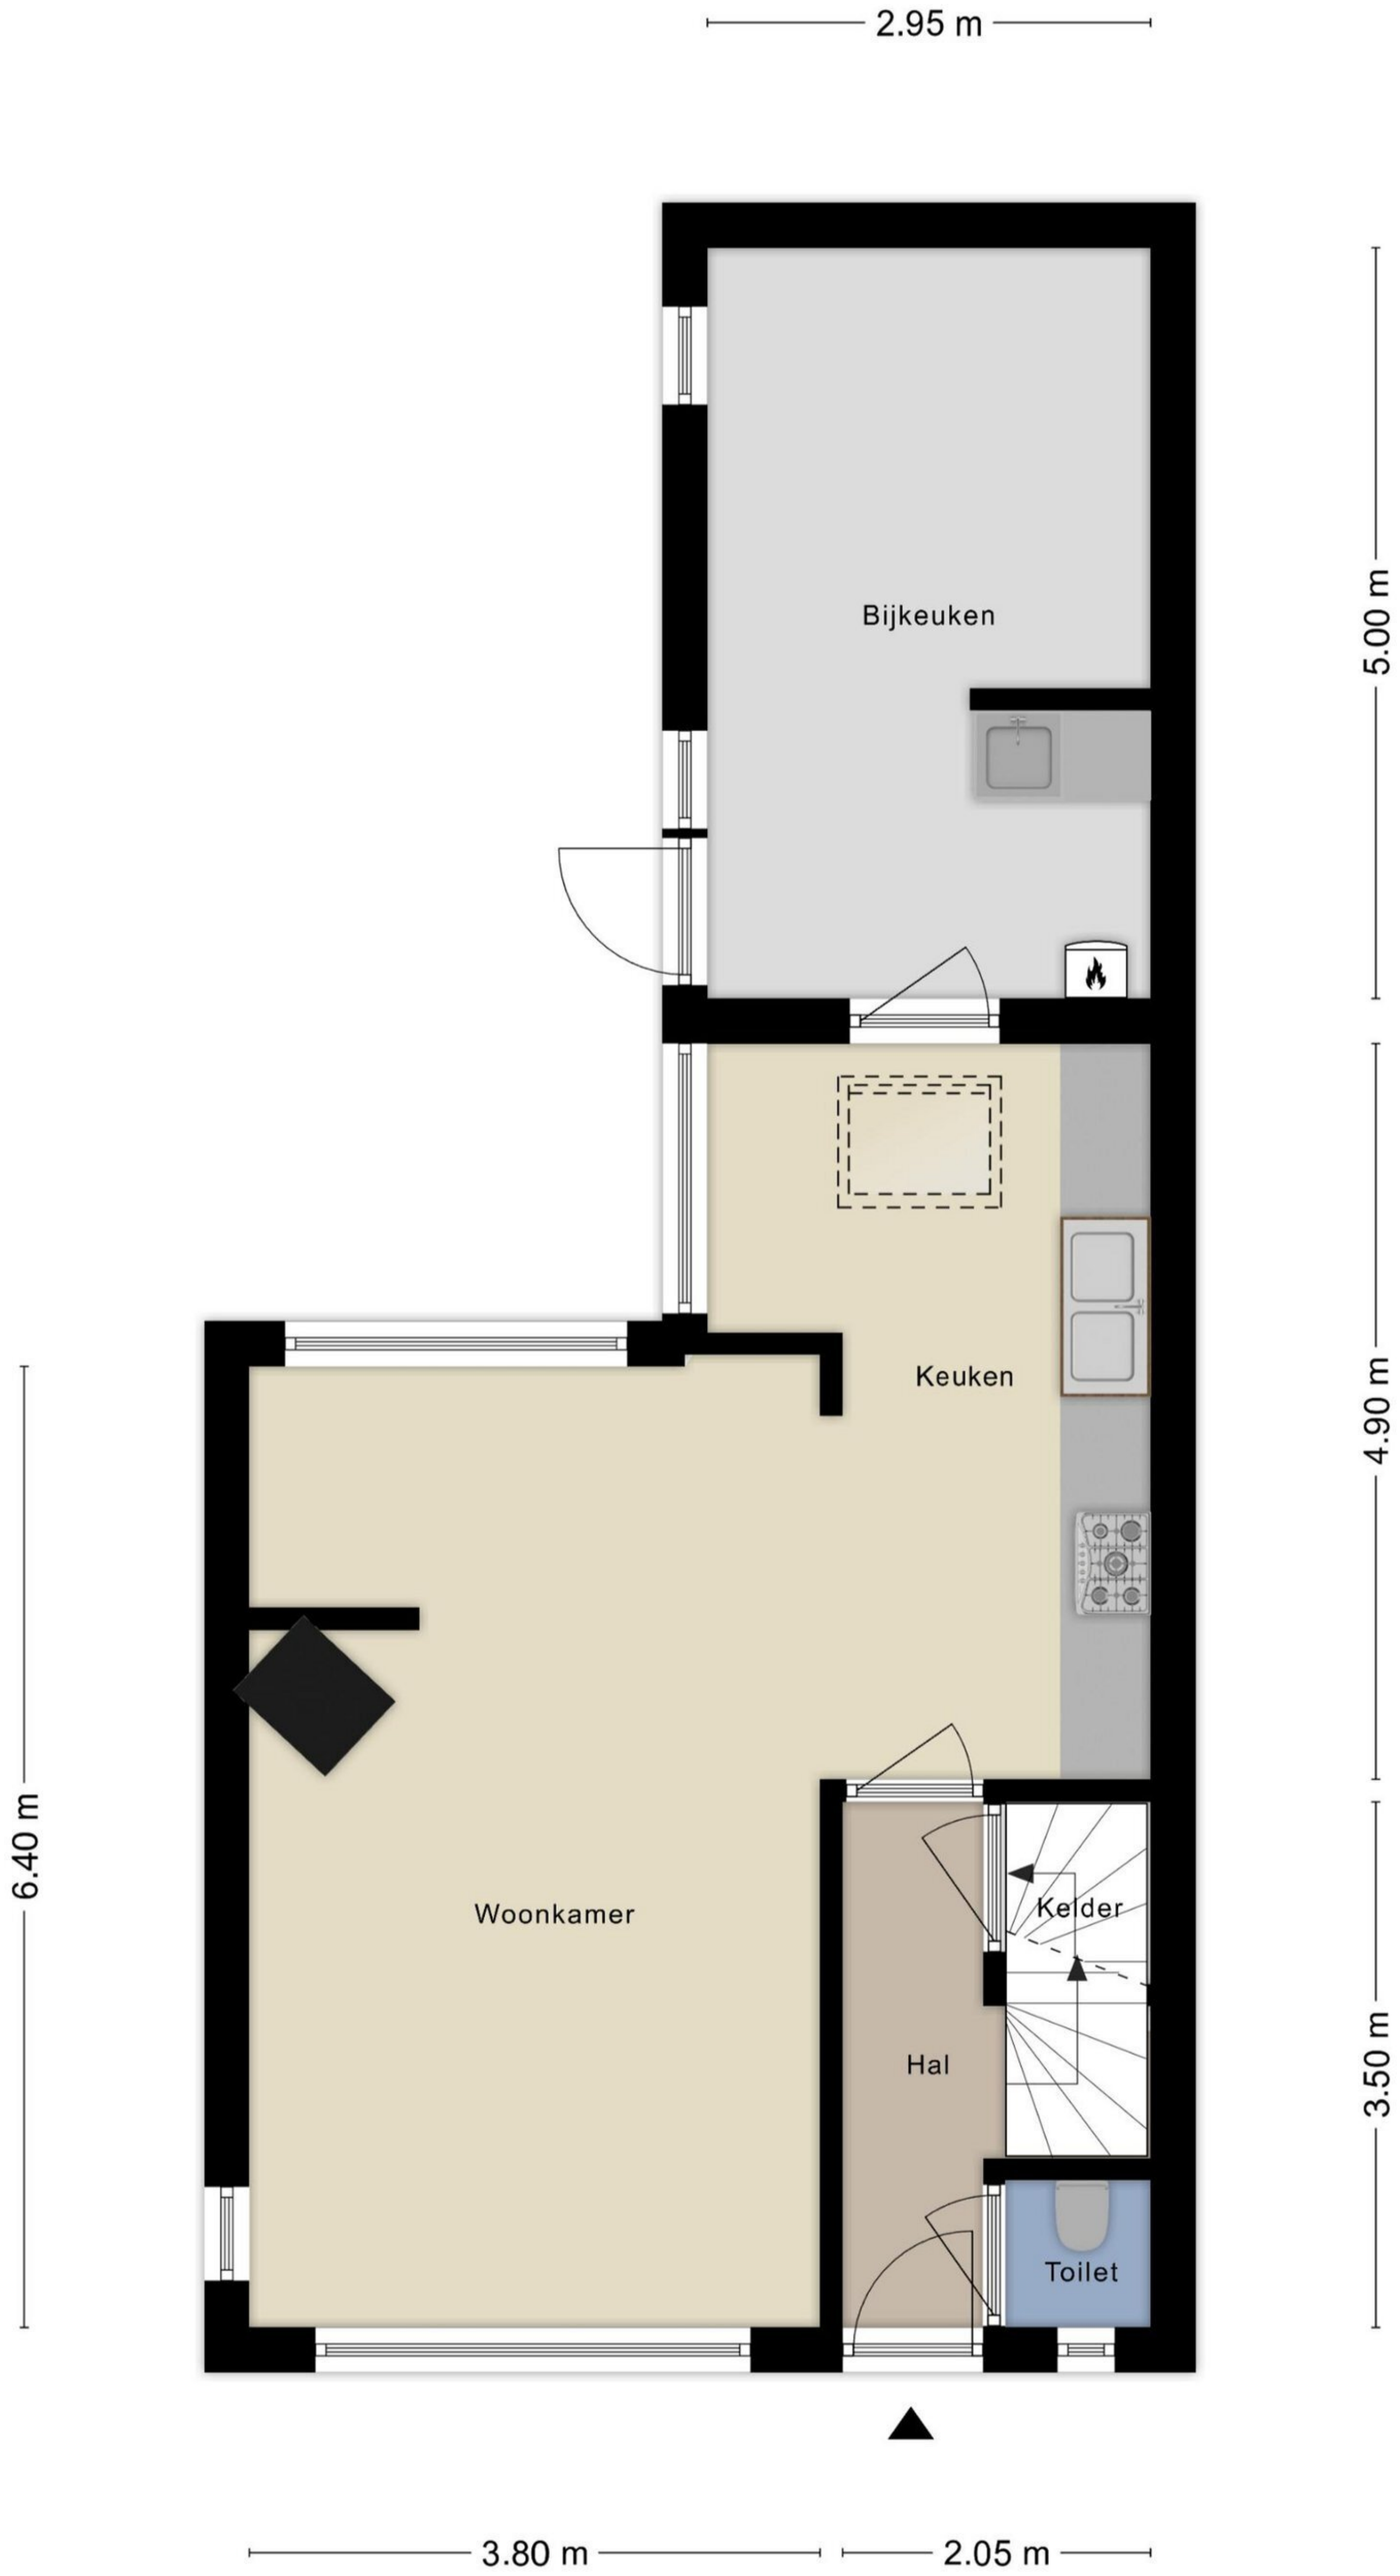 2.95 m
Bijkeuken
5.00 m
Keuken
4.90 m
6.40 m
Woonkamer
Kelder
Hal
3.50 m
Toilet
3.80 m
2.05 m